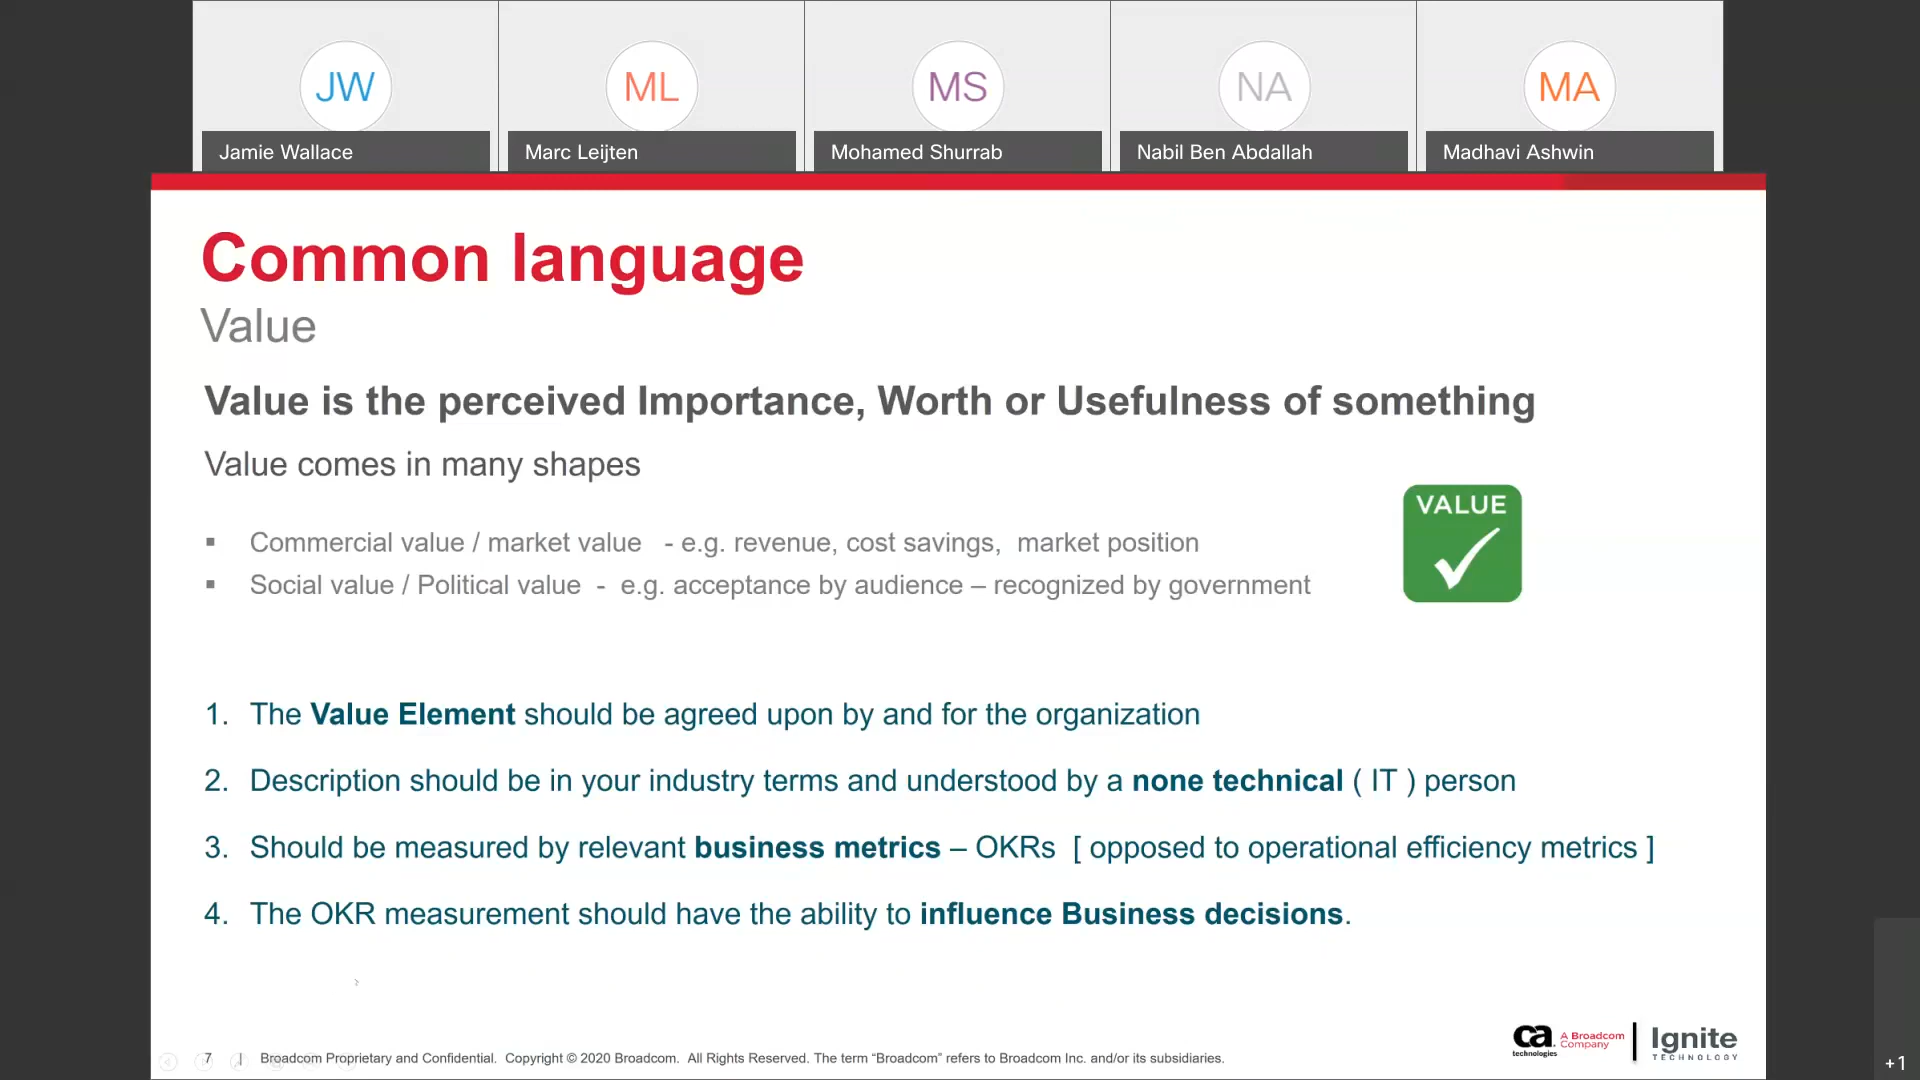 JW ML MS NA MA
Jamie Wallace Marc Leijten Mohamed Shurrab Nabil Ben Abdallah Madhavi Ashwin
Common language
Value
Value is the perceived Importance, Worth or Usefulness of something
Value comes in many shapes
VALUE
▪ Commercial value / market value - e.g. revenue, cost savings, market position
▪ Social value / Political value - e.g. acceptance by audience – recognized by government
1. The Value Element should be agreed upon by and for the organization
2. Description should be in your industry terms and understood by a none technical ( IT ) person
3. Should be measured by relevant business metrics – OKRs [ opposed to operational efficiency metrics ]
4. The OKR measurement should have the ability to influence Business decisions.
ca technologies A Broadcom Company | Ignite TECHNOLOGY
7 | Broadcom Proprietary and Confidential. Copyright © 2020 Broadcom. All Rights Reserved. The term “Broadcom” refers to Broadcom Inc. and/or its subsidiaries.
+1